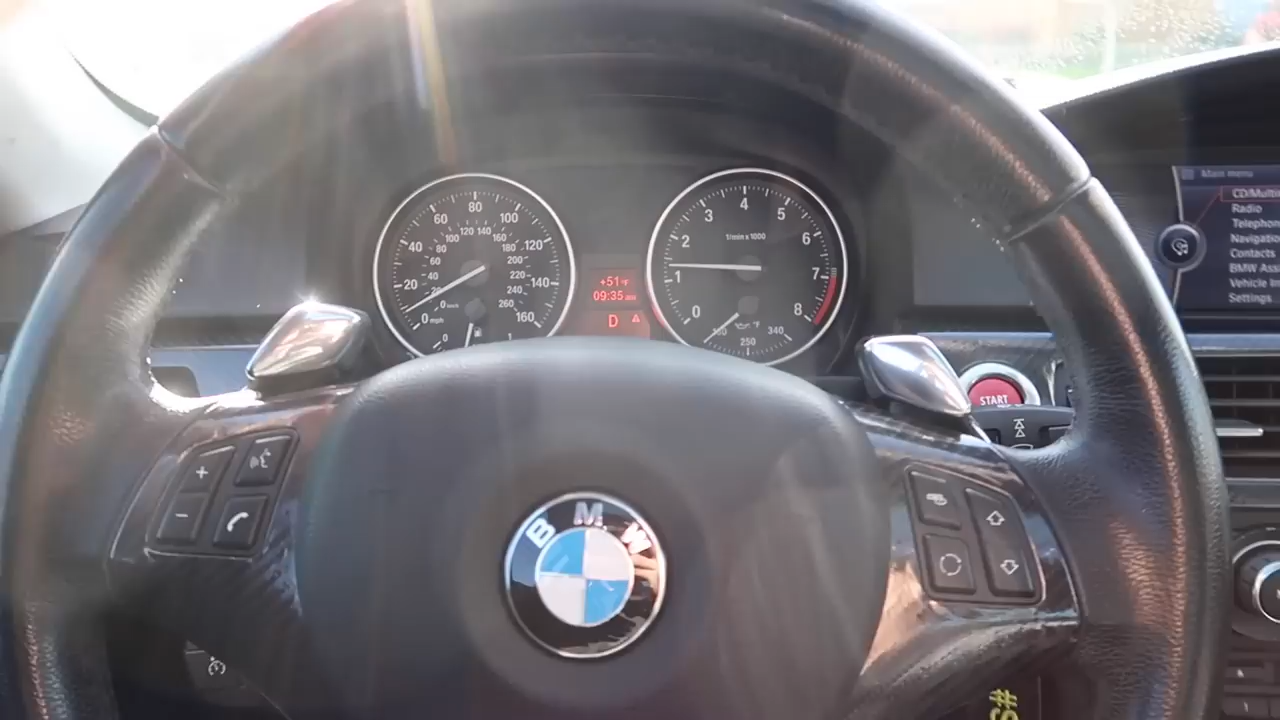 80
60 100
120 140
100 160
40 80 180 120
60 200
40 220
20 20 240 140
0 km/h 260
0 mph 160
0 1
+51°F
09:35
D
4
3 5
1/min x 1000
2 6
1 7
0 8
°F 340
250
Main menu
CD/Multi
Radio
Telephon
Navigatio
Contacts
BMW Ass
Vehicle In
Settings
START
+
−
BMW
#S